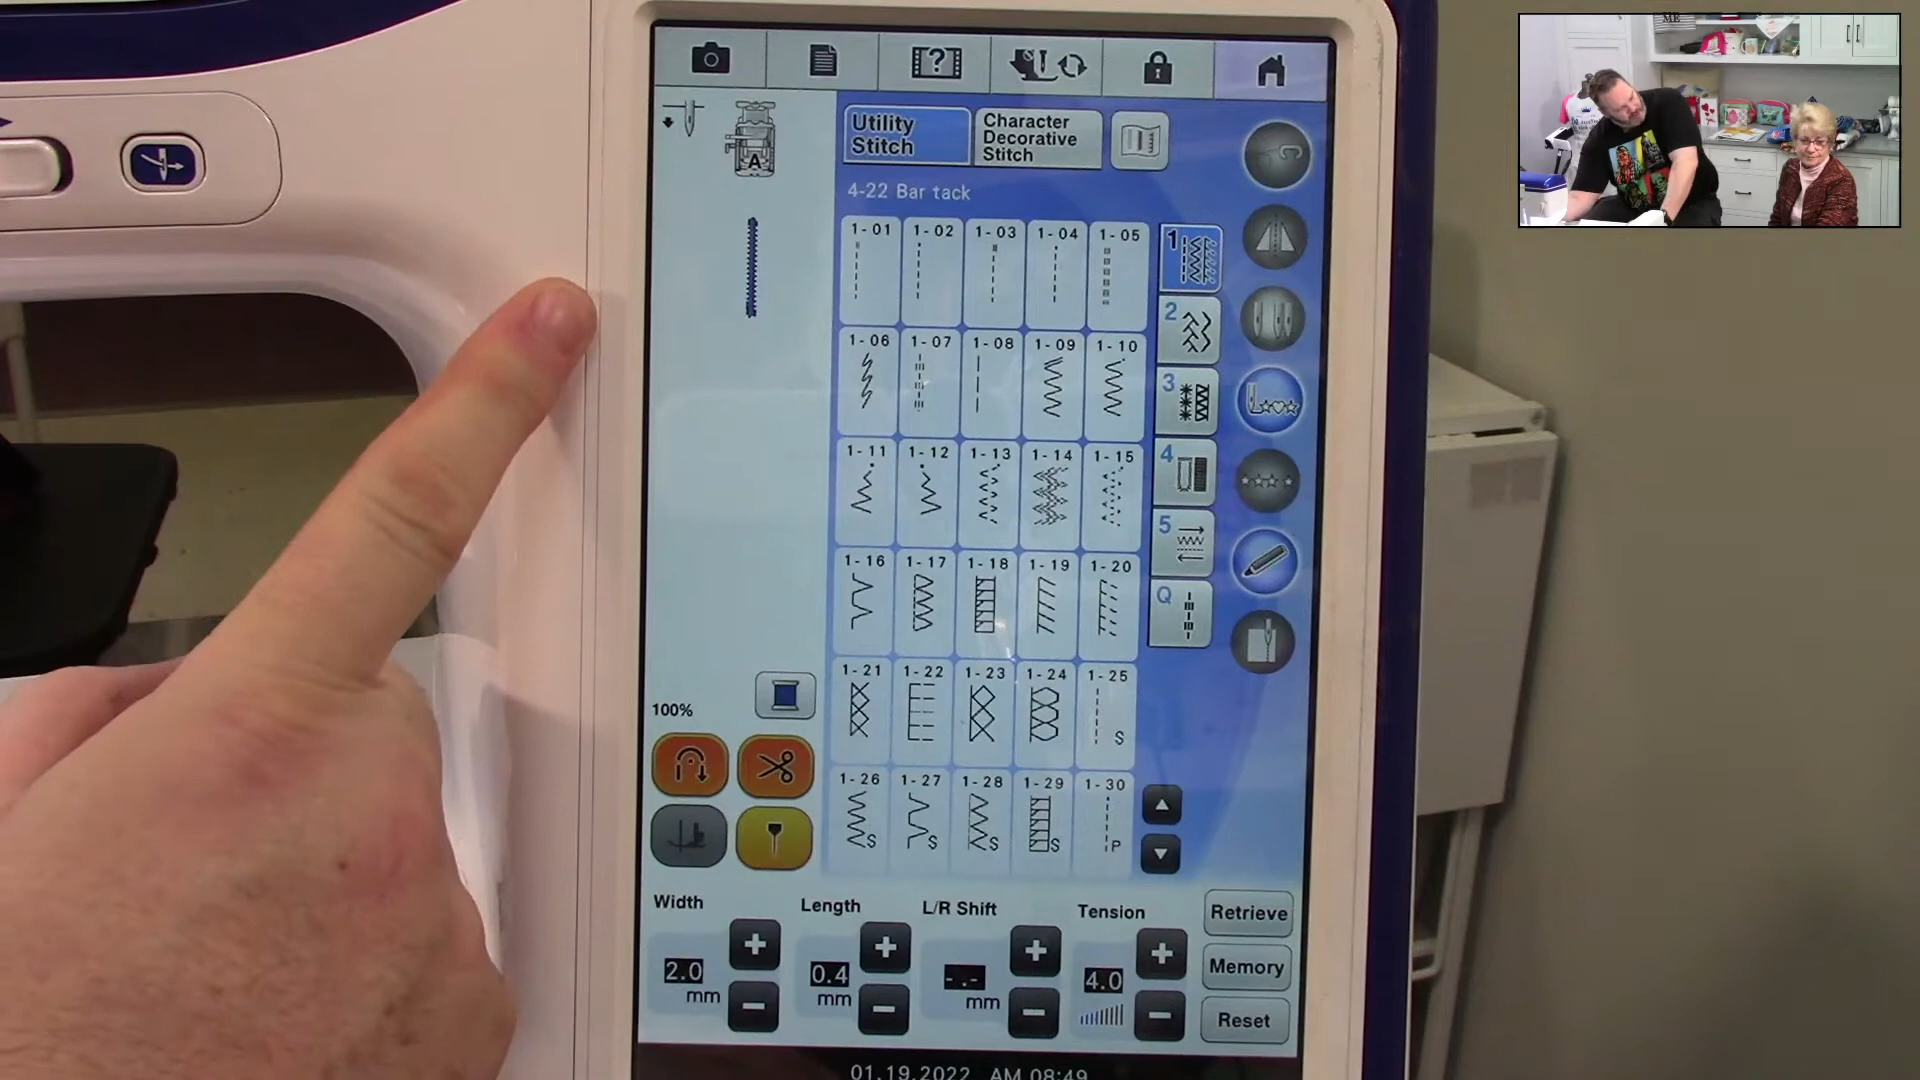 ME
Utility
Stitch
Character
Decorative
Stitch
A
4-22 Bar tack
1-01 1-02 1-03 1-04 1-05
1-06 1-07 1-08 1-09 1-10
1-11 1-12 1-13 1-14 1-15
1-16 1-17 1-18 1-19 1-20
1-21 1-22 1-23 1-24 1-25
S
1-26 1-27 1-28 1-29 1-30
S S S S P
1
2
3
4
5
Q
L
100%
Width Length L/R Shift Tension
2.0 0.4 -.- 4.0
mm mm mm
Retrieve
Memory
Reset
01.19.2022 AM 08:49